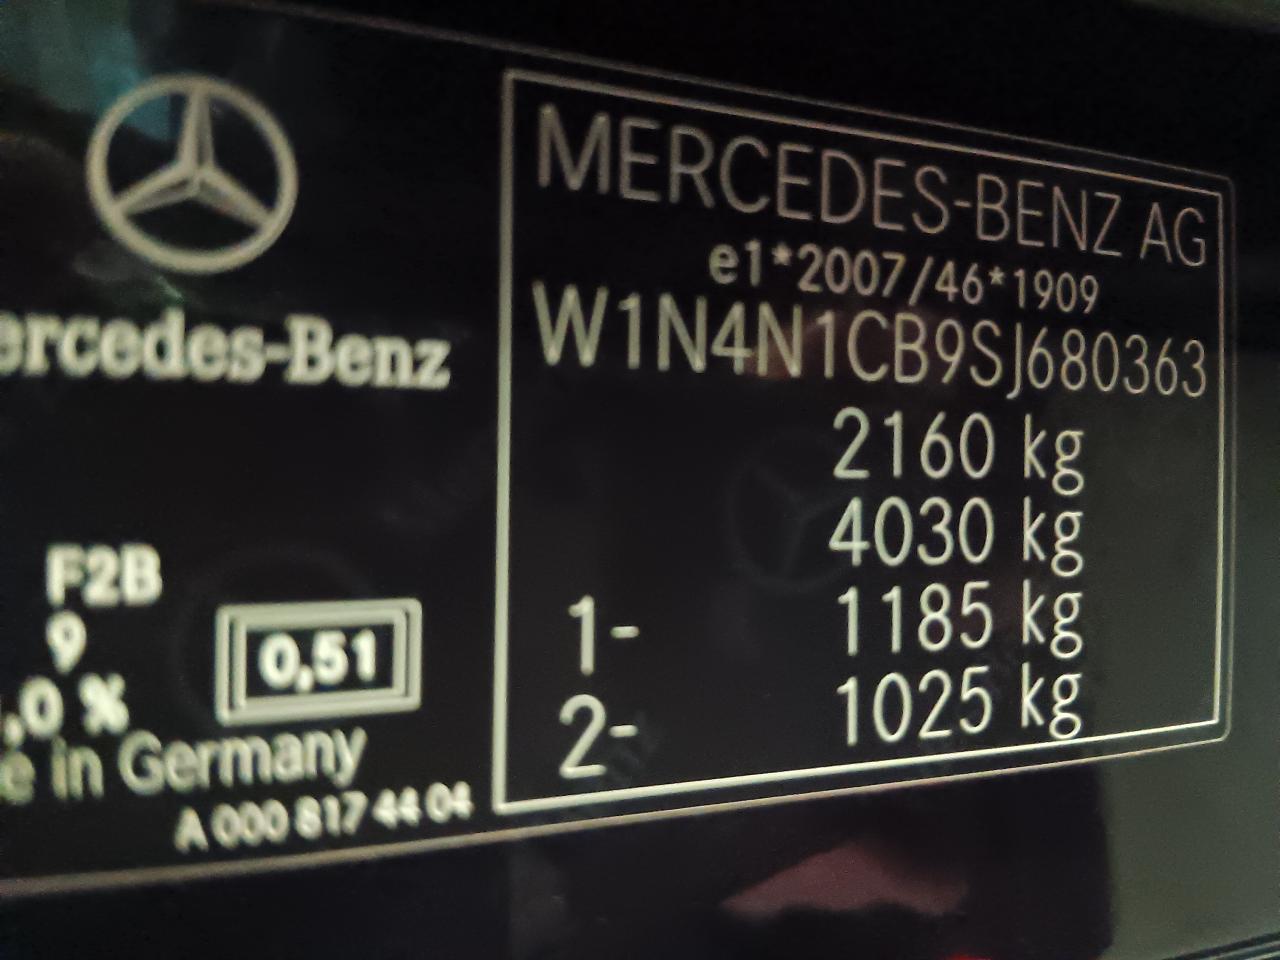 MERCEDES-BENZ AG
e1*2007/46*1909
W1N4N1CB9SJ680363
2160 kg
4030 kg
1- 1185 kg
2- 1025 kg
ercedes-Benz
F2B
9
0,51
,0 %
e in Germany
A 000 817 44 04